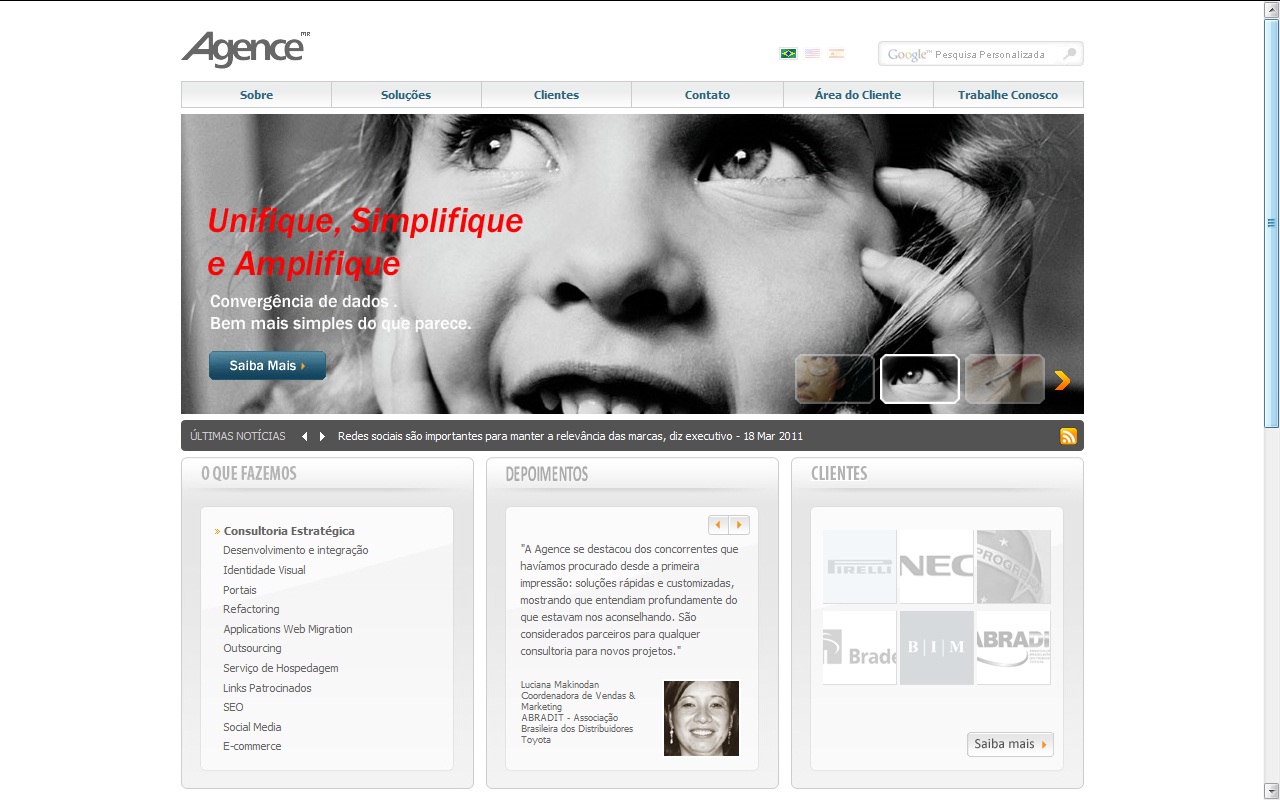 Agence MR
Google™ Pesquisa Personalizada
Sobre
Soluções
Clientes
Contato
Área do Cliente
Trabalhe Conosco
Unifique, Simplifique
e Amplifique
Convergência de dados .
Bem mais simples do que parece.
Saiba Mais
ÚLTIMAS NOTÍCIAS
Redes sociais são importantes para manter a relevância das marcas, diz executivo - 18 Mar 2011
O QUE FAZEMOS
» Consultoria Estratégica
Desenvolvimento e integração
Identidade Visual
Portais
Refactoring
Applications Web Migration
Outsourcing
Serviço de Hospedagem
Links Patrocinados
SEO
Social Media
E-commerce
DEPOIMENTOS
"A Agence se destacou dos concorrentes que
havíamos procurado desde a primeira
impressão: soluções rápidas e customizadas,
mostrando que entendiam profundamente do
que estavam nos aconselhando. São
considerados parceiros para qualquer
consultoria para novos projetos."
Luciana Makinodan
Coordenadora de Vendas &
Marketing
ABRADIT - Associação
Brasileira dos Distribuidores
Toyota
CLIENTES
PIRELLI
NEC
PROGRE
Brade
B|I|M
ABRADI
Saiba mais